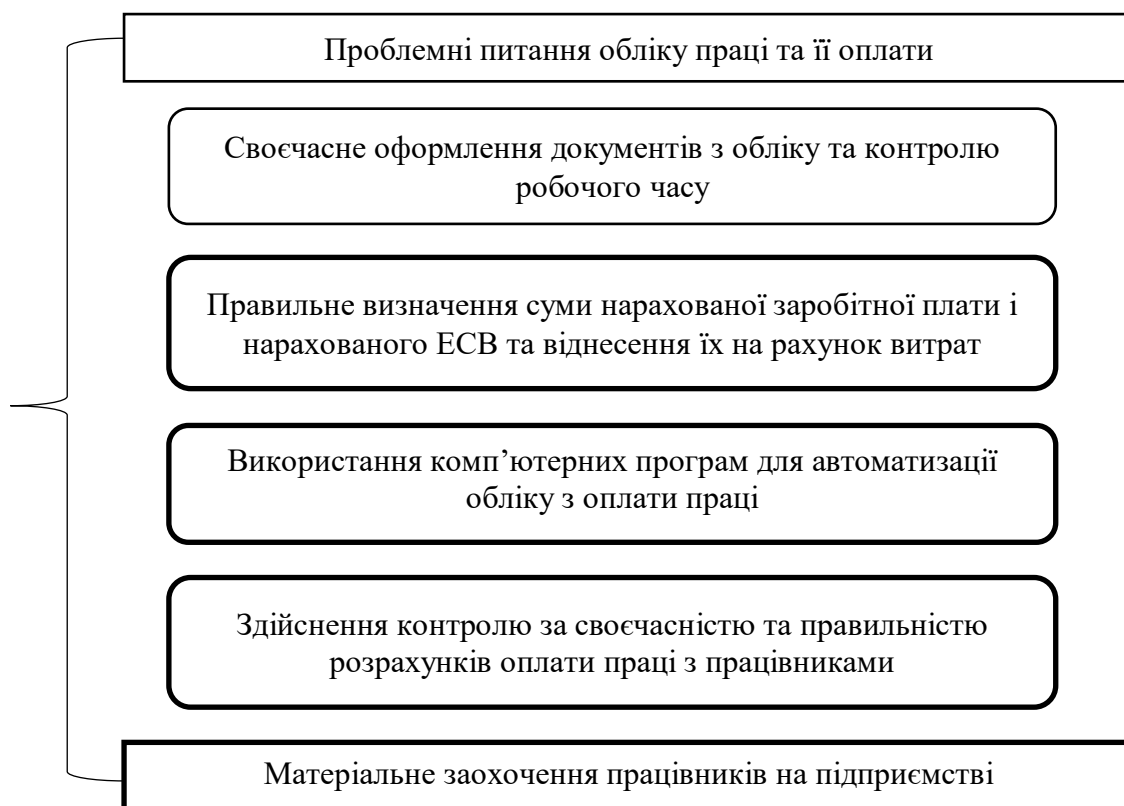 Проблемні питання обліку праці та її оплати
Своєчасне оформлення документів з обліку та контролю
робочого часу
Правильне визначення суми нарахованої заробітної плати і
нарахованого ЕСВ та віднесення їх на рахунок витрат
Використання комп’ютерних програм для автоматизації
обліку з оплати праці
Здійснення контролю за своєчасністю та правильністю
розрахунків оплати праці з працівниками
Матеріальне заохочення працівників на підприємстві